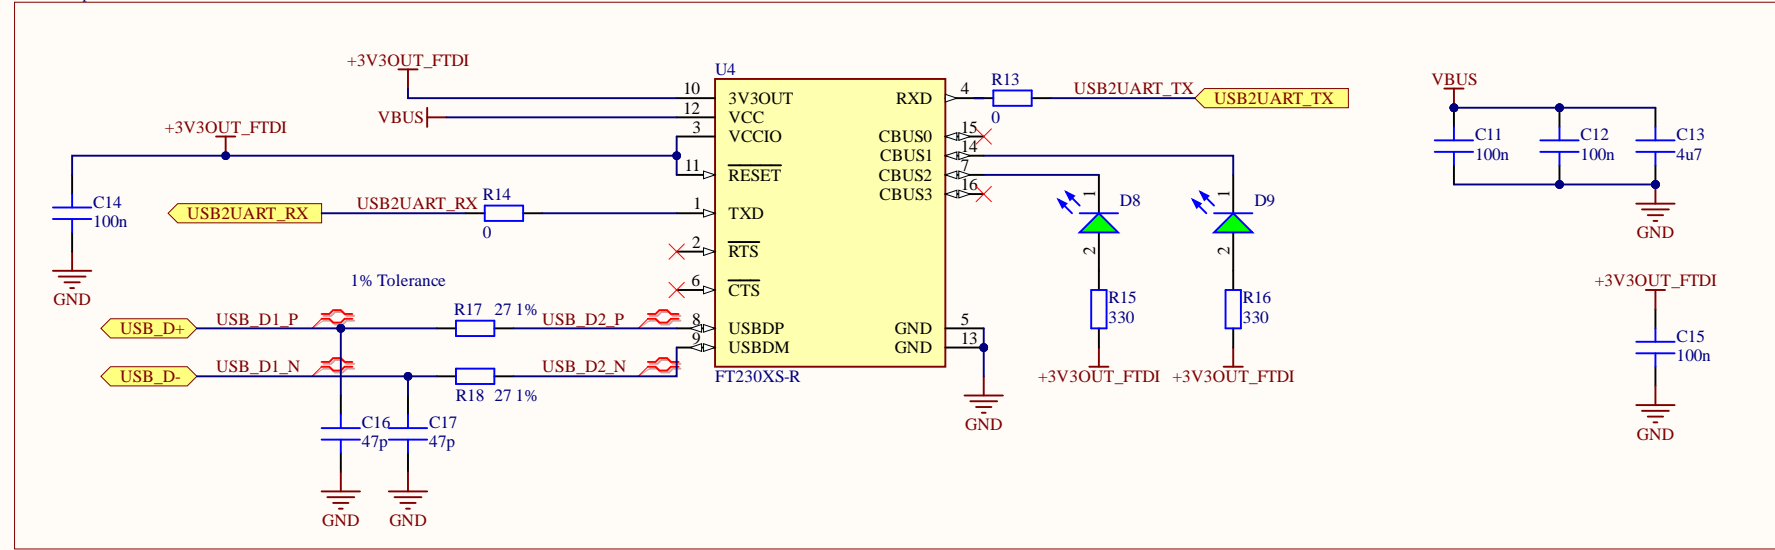 +3V3OUT_FTDI
U4
10
3V3OUT
RXD
4
R13
0
USB2UART_TX
USB2UART_TX
VBUS
12
VCC
+3V3OUT_FTDI
3
VCCIO
CBUS0
15
CBUS1
14
11
RESET
CBUS2
7
CBUS3
16
C14
100n
GND
USB2UART_RX
USB2UART_RX
R14
0
1
TXD
2
RTS
6
CTS
1% Tolerance
USB_D+
USB_D1_P
R17
27 1%
USB_D2_P
8
USBDP
GND
5
USB_D-
USB_D1_N
R18
27 1%
USB_D2_N
9
USBDM
GND
13
FT230XS-R
GND
C16
47p
GND
C17
47p
GND
1
D8
2
R15
330
+3V3OUT_FTDI
1
D9
2
R16
330
+3V3OUT_FTDI
VBUS
C11
100n
C12
100n
C13
4u7
GND
+3V3OUT_FTDI
C15
100n
GND